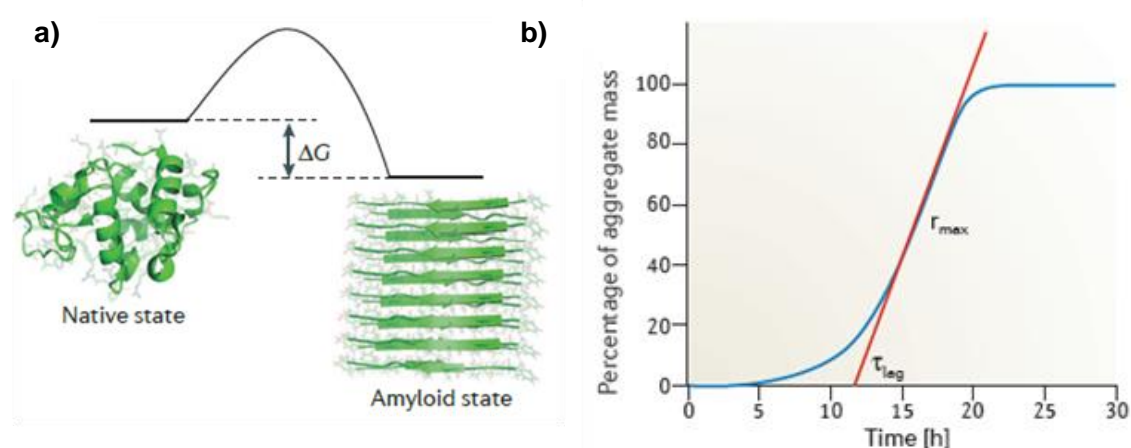 a)
ΔG
Native state
Amyloid state
b)
Percentage of aggregate mass
100
80
60
40
20
0
r_max
τ_lag
0 5 10 15 20 25 30
Time [h]